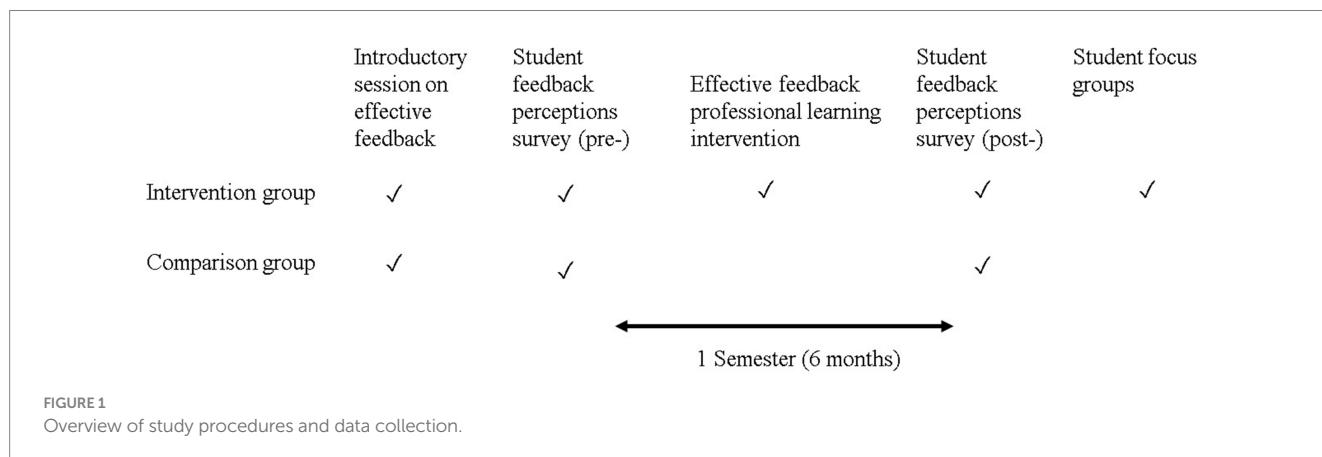 Introductory
session on
effective
feedback
Student
feedback
perceptions
survey (pre-)
Effective feedback
professional learning
intervention
Student
feedback
perceptions
survey (post-)
Student focus
groups
Intervention group ✓ ✓ ✓ ✓ ✓
Comparison group ✓ ✓ ✓
1 Semester (6 months)
FIGURE 1
Overview of study procedures and data collection.